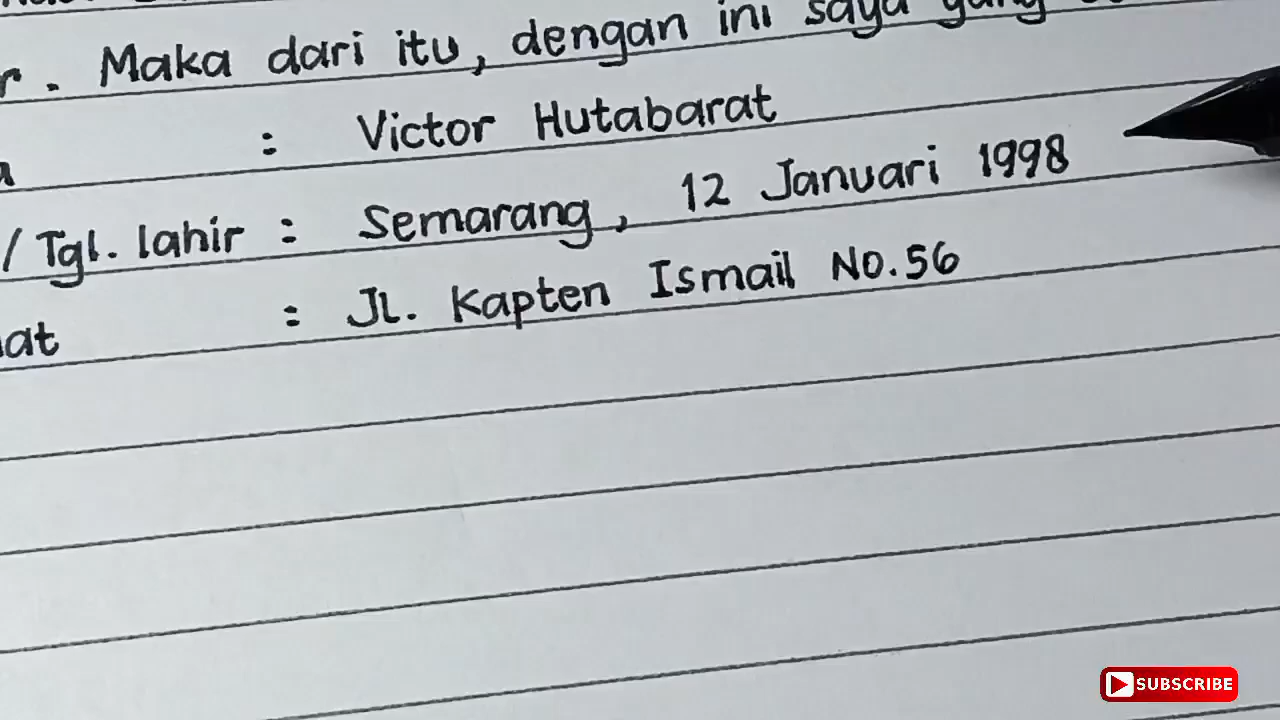 r. Maka dari itu, dengan ini saya yang
a : Victor Hutabarat
/ Tgl. lahir : Semarang, 12 Januari 1998
at : Jl. Kapten Ismail No.56
SUBSCRIBE